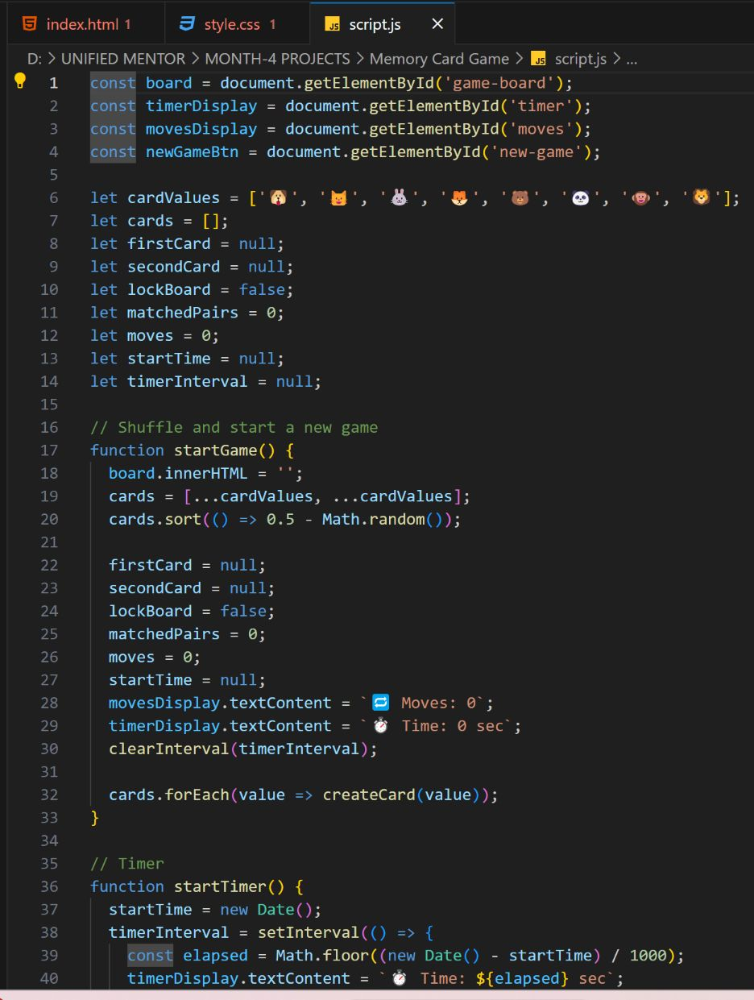 index.html 1 style.css 1 JS script.js ×
D: > UNIFIED MENTOR > MONTH-4 PROJECTS > Memory Card Game > JS script.js > ...
1 const board = document.getElementById('game-board');
2 const timerDisplay = document.getElementById('timer');
3 const movesDisplay = document.getElementById('moves');
4 const newGameBtn = document.getElementById('new-game');
5
6 let cardValues = ['🐶', '🐱', '🐰', '🦊', '🐻', '🐼', '🐵', '🦁'];
7 let cards = [];
8 let firstCard = null;
9 let secondCard = null;
10 let lockBoard = false;
11 let matchedPairs = 0;
12 let moves = 0;
13 let startTime = null;
14 let timerInterval = null;
15
16 // Shuffle and start a new game
17 function startGame() {
18 board.innerHTML = '';
19 cards = [...cardValues, ...cardValues];
20 cards.sort(() => 0.5 - Math.random());
21
22 firstCard = null;
23 secondCard = null;
24 lockBoard = false;
25 matchedPairs = 0;
26 moves = 0;
27 startTime = null;
28 movesDisplay.textContent = `🔁 Moves: 0`;
29 timerDisplay.textContent = `⏱️ Time: 0 sec`;
30 clearInterval(timerInterval);
31
32 cards.forEach(value => createCard(value));
33 }
34
35 // Timer
36 function startTimer() {
37 startTime = new Date();
38 timerInterval = setInterval(() => {
39 const elapsed = Math.floor((new Date() - startTime) / 1000);
40 timerDisplay.textContent = `⏱️ Time: ${elapsed} sec`;